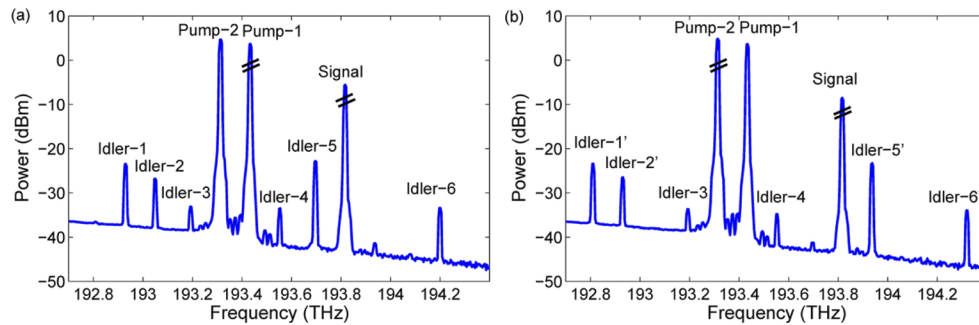 (a)
Pump−2 Pump−1
Signal
Idler−1
Idler−2
Idler−3
Idler−4
Idler−5
Idler−6
Power (dBm)
10
0
−10
−20
−30
−40
−50
192.8 193 193.2 193.4 193.6 193.8 194 194.2
Frequency (THz)
(b)
Pump−2 Pump−1
Signal
Idler−1’
Idler−2’
Idler−3
Idler−4
Idler−5’
Idler−6’
Power (dBm)
10
0
−10
−20
−30
−40
−50
192.8 193 193.2 193.4 193.6 193.8 194 194.2
Frequency (THz)